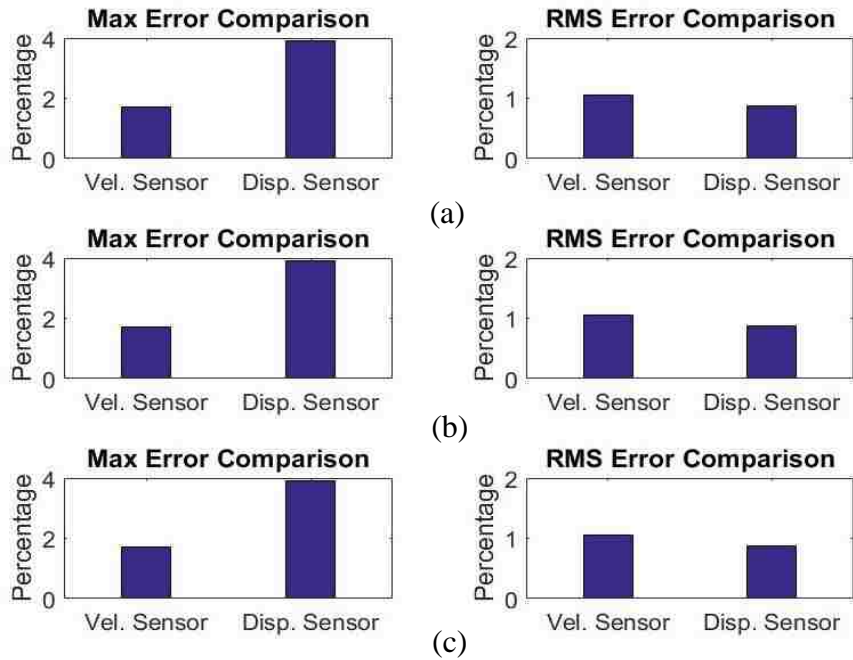 Max Error Comparison
RMS Error Comparison
Percentage
4
2
0
Vel. Sensor Disp. Sensor
Percentage
2
1
0
Vel. Sensor Disp. Sensor
(a)
Max Error Comparison
RMS Error Comparison
Percentage
4
2
0
Vel. Sensor Disp. Sensor
Percentage
2
1
0
Vel. Sensor Disp. Sensor
(b)
Max Error Comparison
RMS Error Comparison
Percentage
4
2
0
Vel. Sensor Disp. Sensor
Percentage
2
1
0
Vel. Sensor Disp. Sensor
(c)